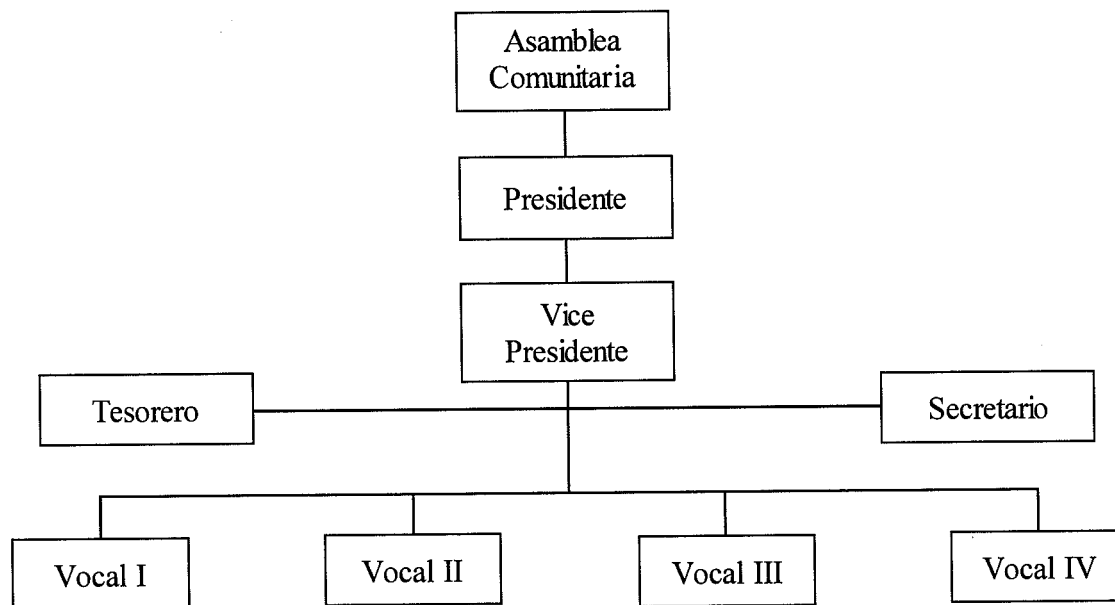 Asamblea
Comunitaria
Presidente
Vice
Presidente
Tesorero
Secretario
Vocal I
Vocal II
Vocal III
Vocal IV